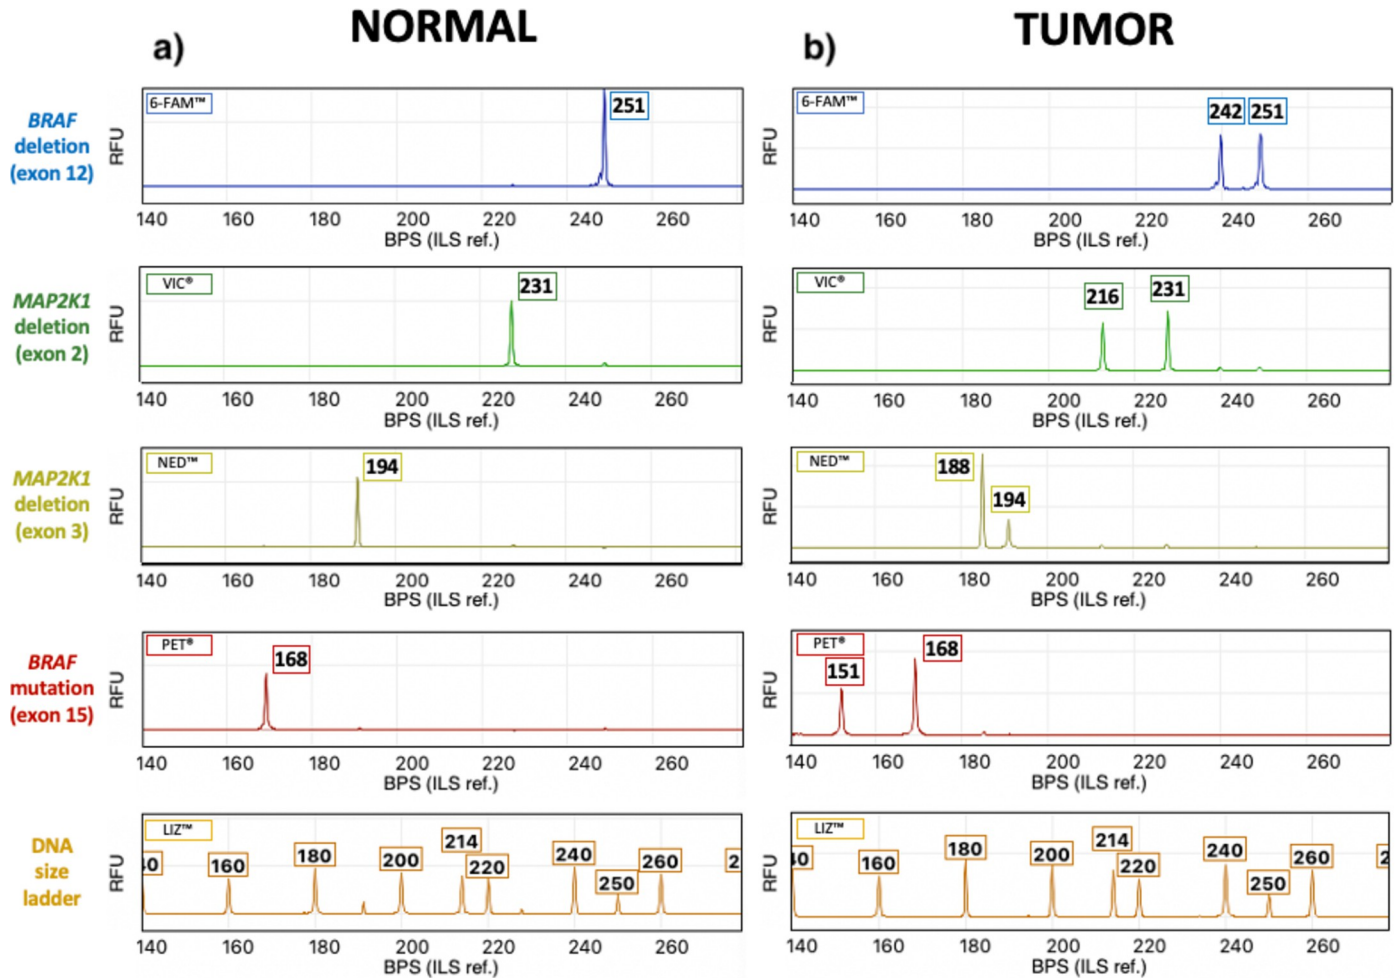 NORMAL
TUMOR
a)
b)
BRAF
deletion
(exon 12)
RFU
6-FAM™
251
140 160 180 200 220 240 260
BPS (ILS ref.)
RFU
6-FAM™
242 251
140 160 180 200 220 240 260
BPS (ILS ref.)
MAP2K1
deletion
(exon 2)
RFU
VIC®
231
140 160 180 200 220 240 260
BPS (ILS ref.)
RFU
VIC®
216 231
140 160 180 200 220 240 260
BPS (ILS ref.)
MAP2K1
deletion
(exon 3)
RFU
NED™
194
140 160 180 200 220 240 260
BPS (ILS ref.)
RFU
NED™
188
194
140 160 180 200 220 240 260
BPS (ILS ref.)
BRAF
mutation
(exon 15)
RFU
PET®
168
140 160 180 200 220 240 260
BPS (ILS ref.)
RFU
PET®
151
168
140 160 180 200 220 240 260
BPS (ILS ref.)
DNA
size
ladder
RFU
LIZ™
160 180 200 214 220 240 250 260
140 160 180 200 220 240 260
BPS (ILS ref.)
RFU
LIZ™
160 180 200 214 220 240 250 260
140 160 180 200 220 240 260
BPS (ILS ref.)